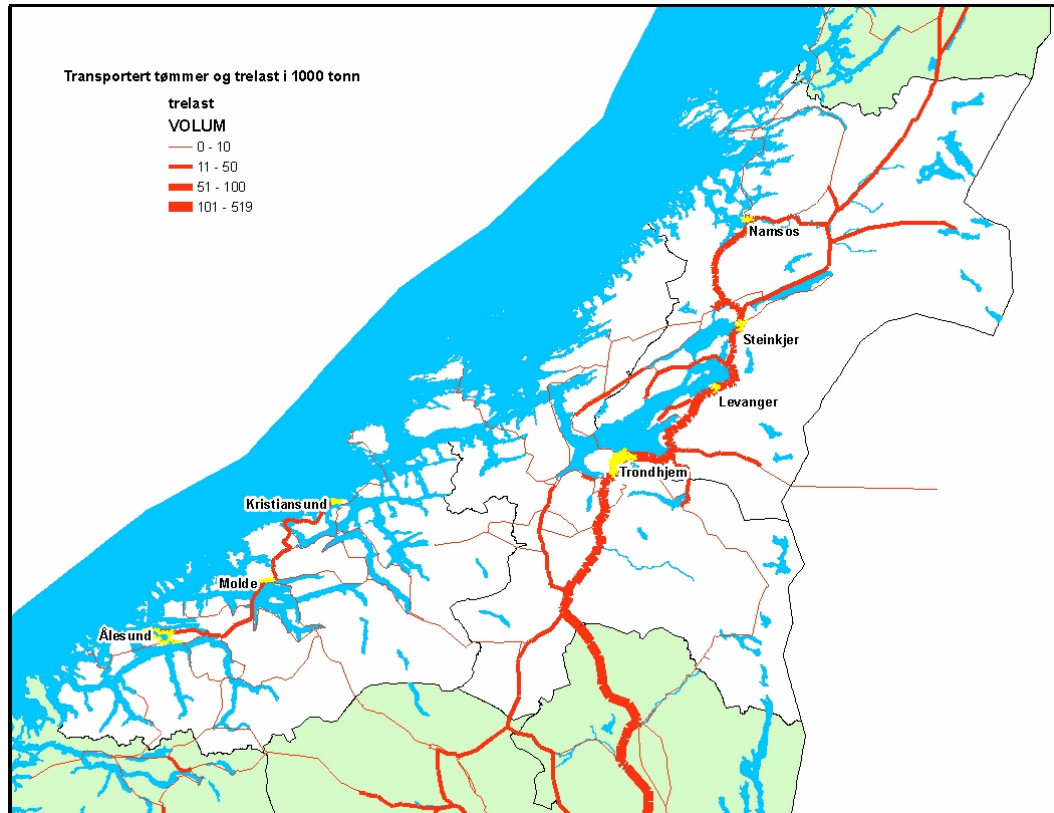 Transportert tømmer og trelast i 1000 tonn
trelast
VOLUM
0 - 10
11 - 50
51 - 100
101 - 519
Namsos
Steinkjer
Levanger
Trondhjem
Kristiansund
Molde
Ålesund